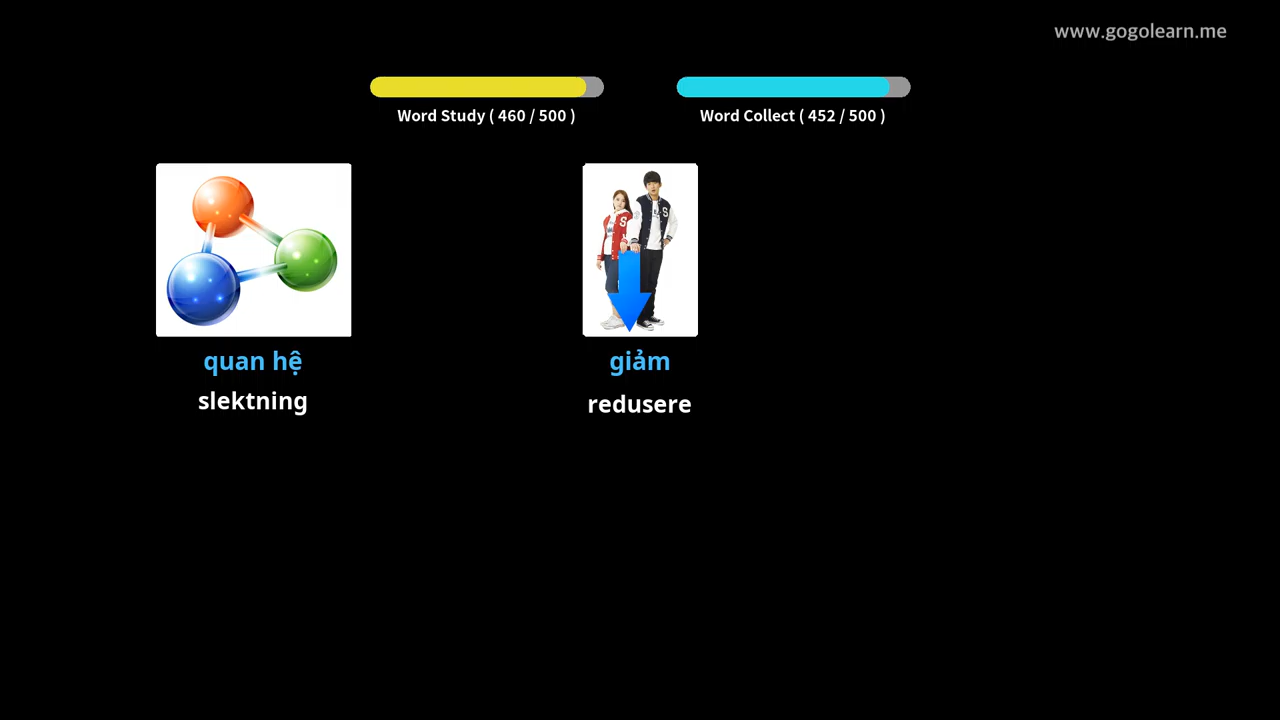 www.gogolearn.me
Word Study ( 460 / 500 )
Word Collect ( 452 / 500 )
S
S
quan hệ
slektning
giảm
redusere